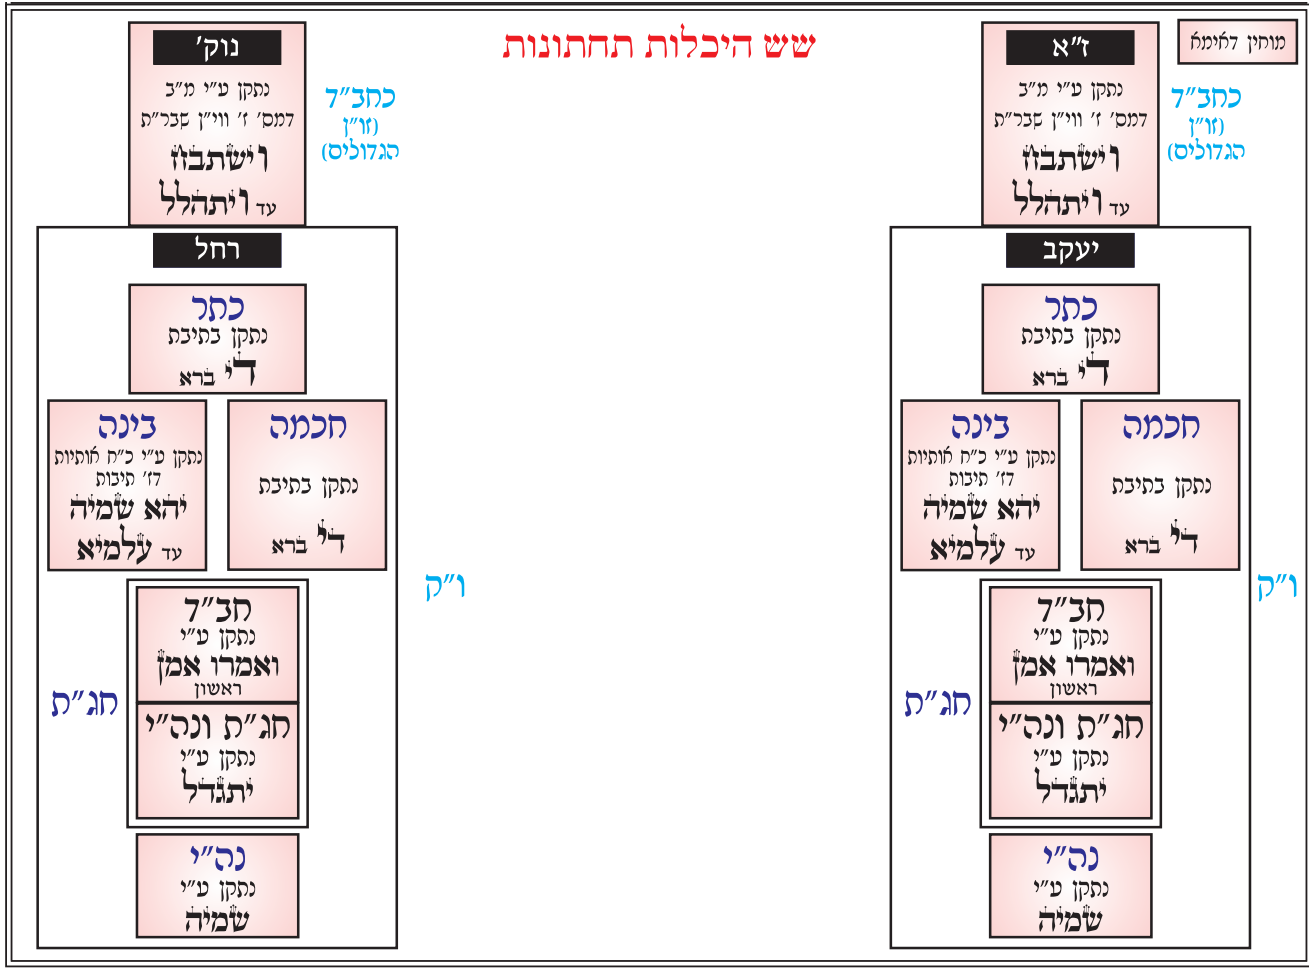 שש היכלות תחתונות
מוחין דאימא
ז״א
נתקן ע״י מ״ב
דמס׳ ז׳ ווי״ן שבר״ת
וישתבח
עד ויתהלל
כחב״ד
(זו״ן
הגדולים)
יעקב
כתר
נתקן בתיבת
די ברא
חכמה
נתקן בתיבת
די ברא
בינה
נתקן ע״י כ״ח אותיות
דז׳ תיבות
יהא שמיה
עד עלמיא
ו״ק
חב״ד
נתקן ע״י
ואמרו אמן
ראשון
חג״ת ונה״י
נתקן ע״י
יתגדל
חג״ת
נה״י
נתקן ע״י
שמיה
נוק׳
נתקן ע״י מ״ב
דמס׳ ז׳ ווי״ן שבר״ת
וישתבח
עד ויתהלל
כחב״ד
(זו״ן
הגדולים)
רחל
כתר
נתקן בתיבת
די ברא
חכמה
נתקן בתיבת
די ברא
בינה
נתקן ע״י כ״ח אותיות
דז׳ תיבות
יהא שמיה
עד עלמיא
ו״ק
חב״ד
נתקן ע״י
ואמרו אמן
ראשון
חג״ת ונה״י
נתקן ע״י
יתגדל
חג״ת
נה״י
נתקן ע״י
שמיה